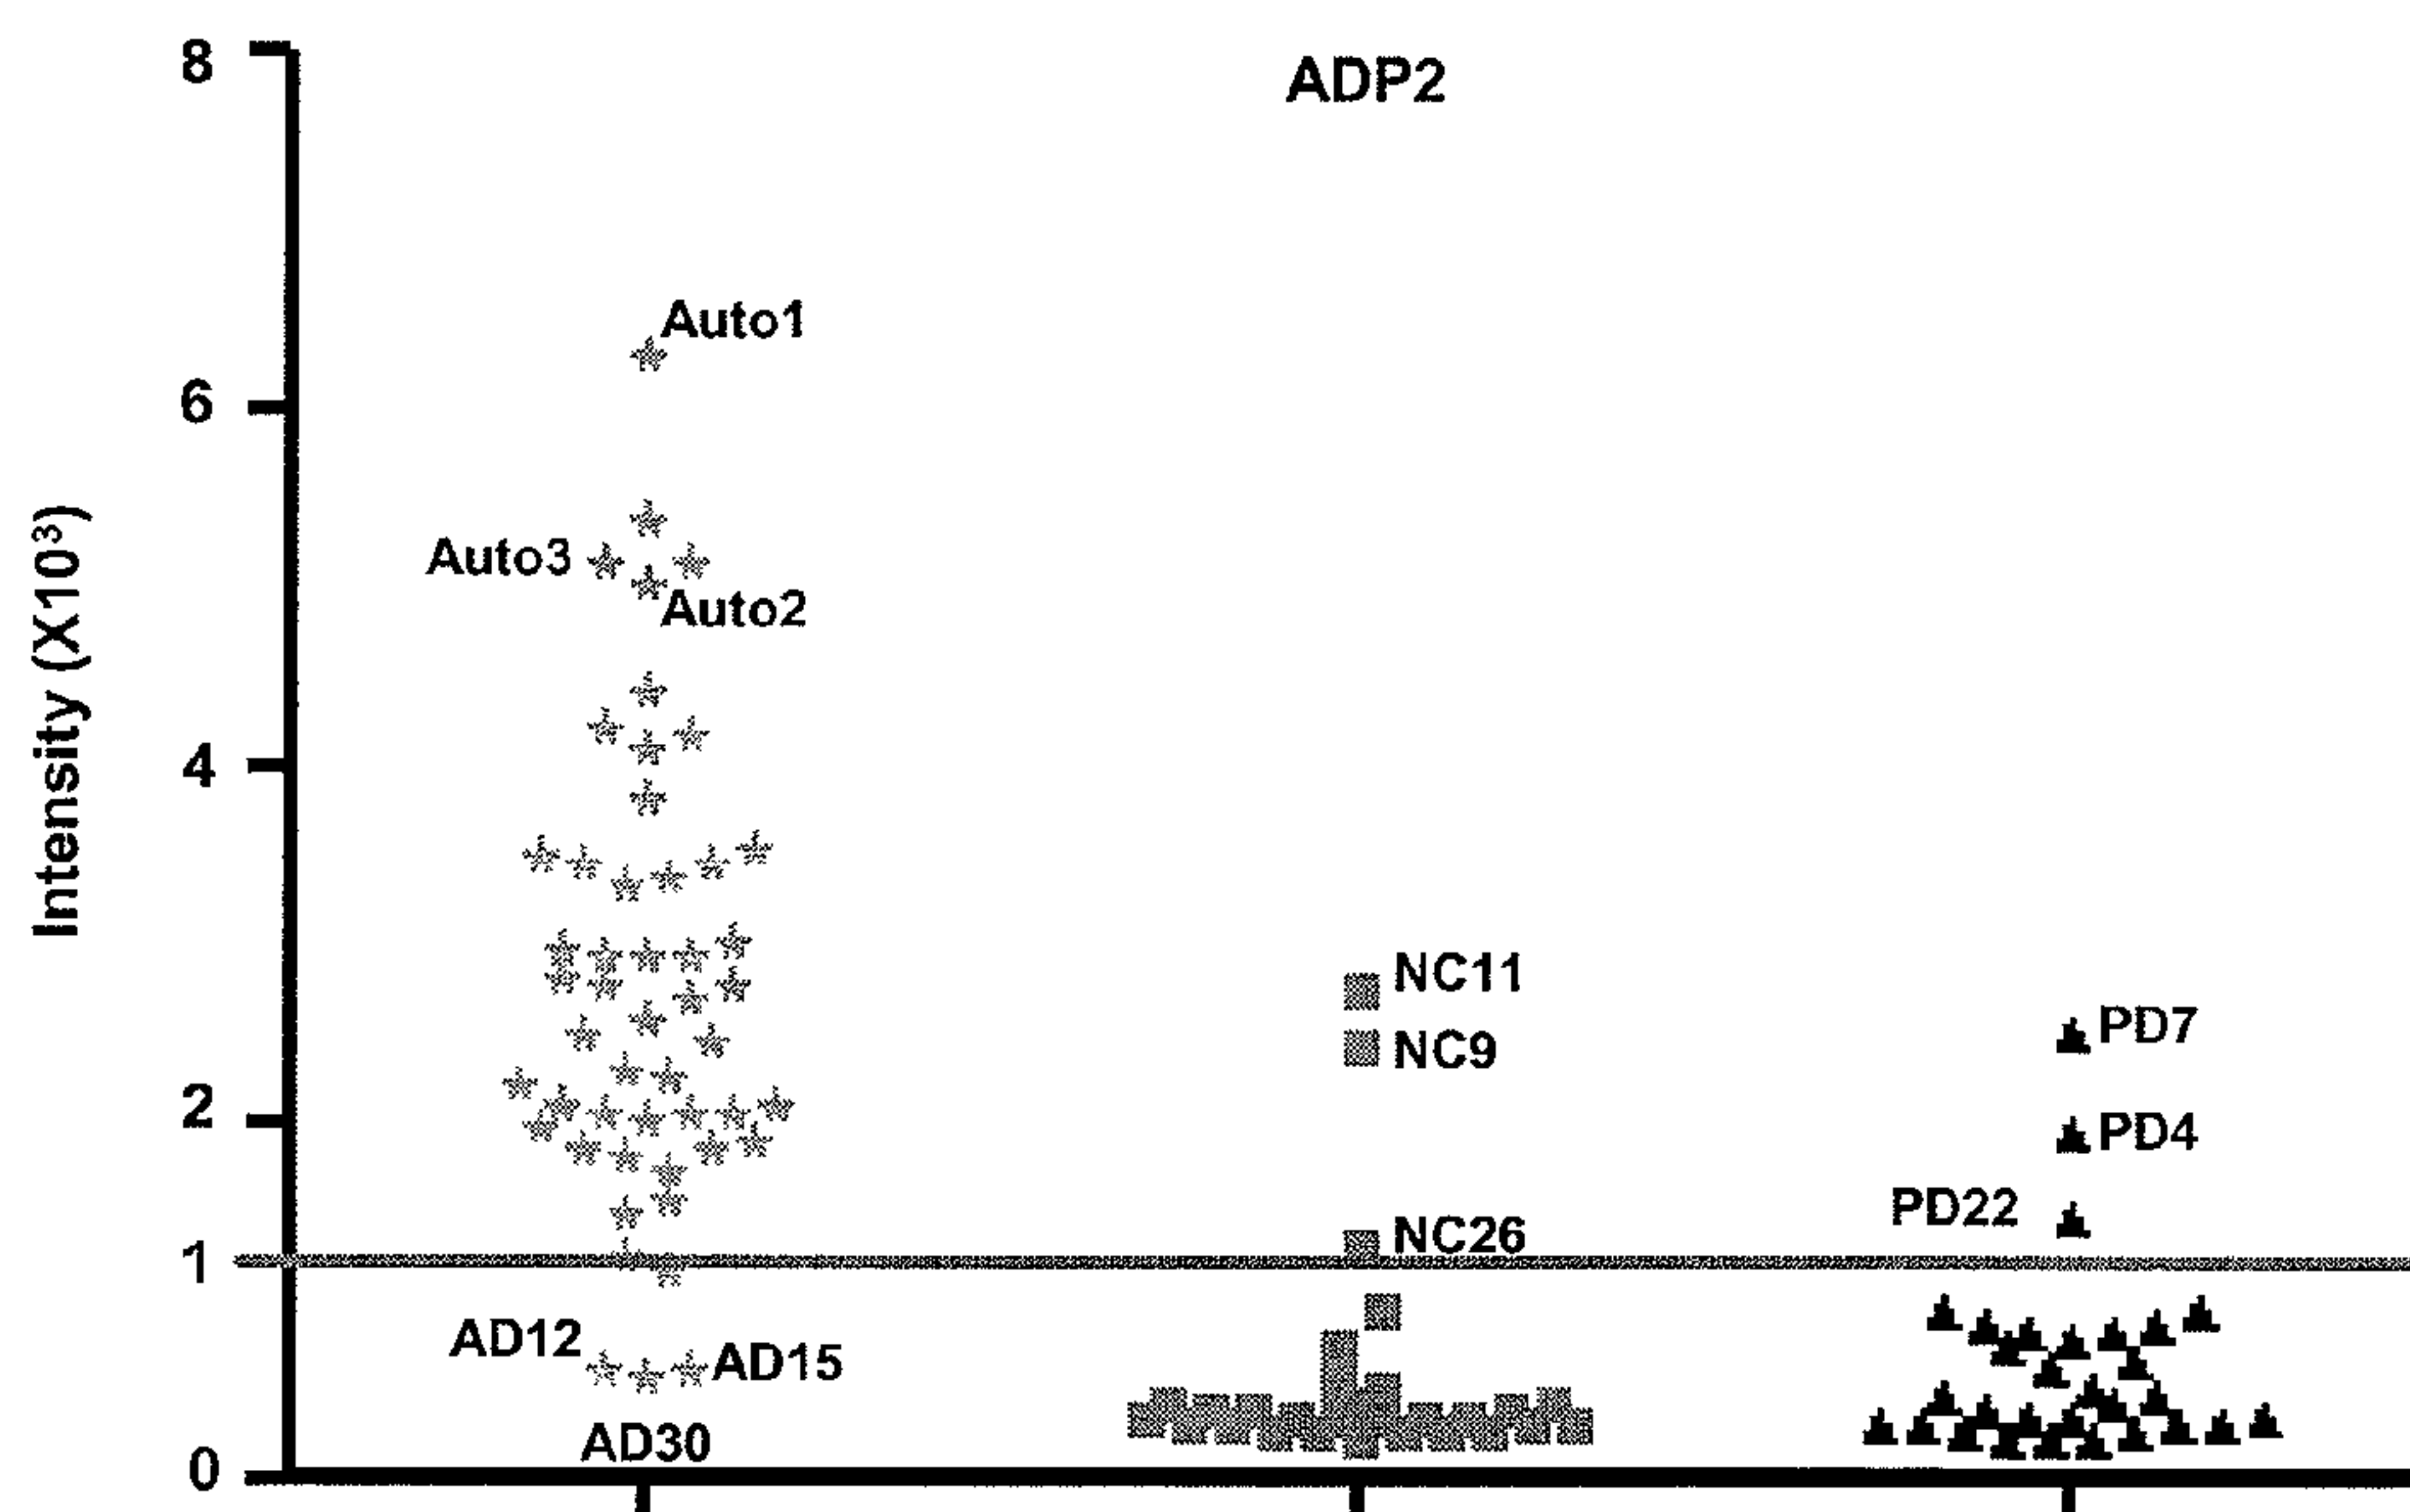 ADP2
Intensity (X10³)
8
6
4
2
1
0
Auto1
Auto3
Auto2
AD12
AD15
AD30
NC11
NC9
NC26
PD7
PD4
PD22